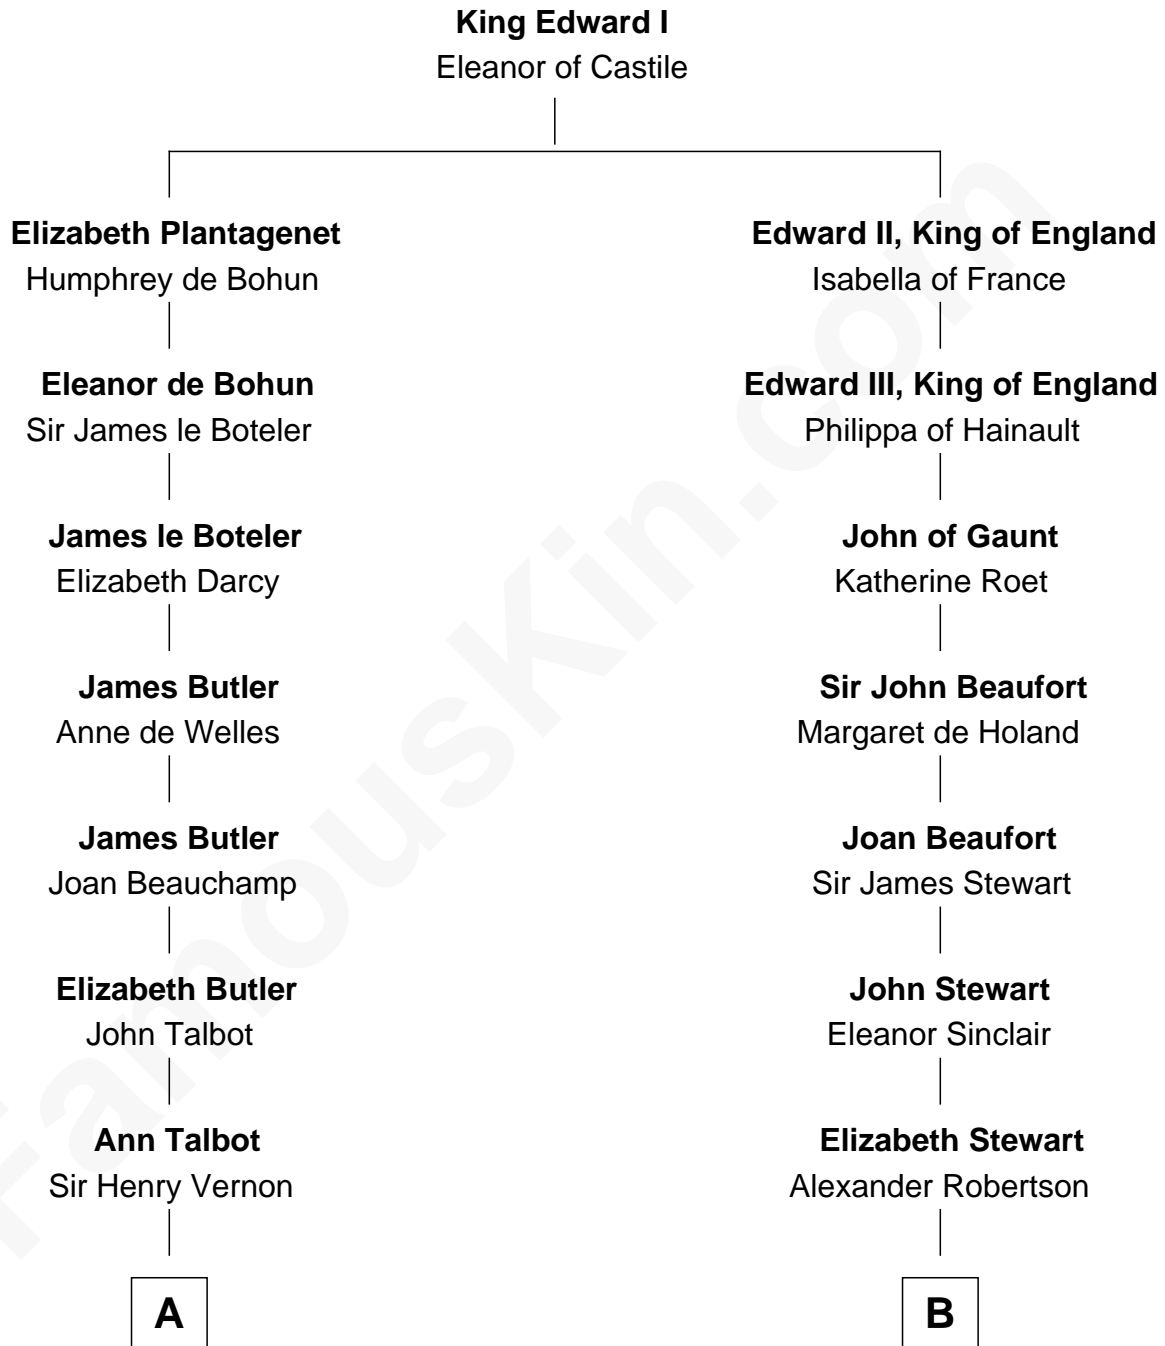 King Edward I
Eleanor of Castile
Elizabeth Plantagenet
Humphrey de Bohun
Edward II, King of England
Isabella of France
Eleanor de Bohun
Sir James le Boteler
Edward III, King of England
Philippa of Hainault
James le Boteler
Elizabeth Darcy
John of Gaunt
Katherine Roet
James Butler
Anne de Welles
Sir John Beaufort
Margaret de Holand
James Butler
Joan Beauchamp
Joan Beaufort
Sir James Stewart
Elizabeth Butler
John Talbot
John Stewart
Eleanor Sinclair
Ann Talbot
Sir Henry Vernon
Elizabeth Stewart
Alexander Robertson
A
B
FamousKin.com